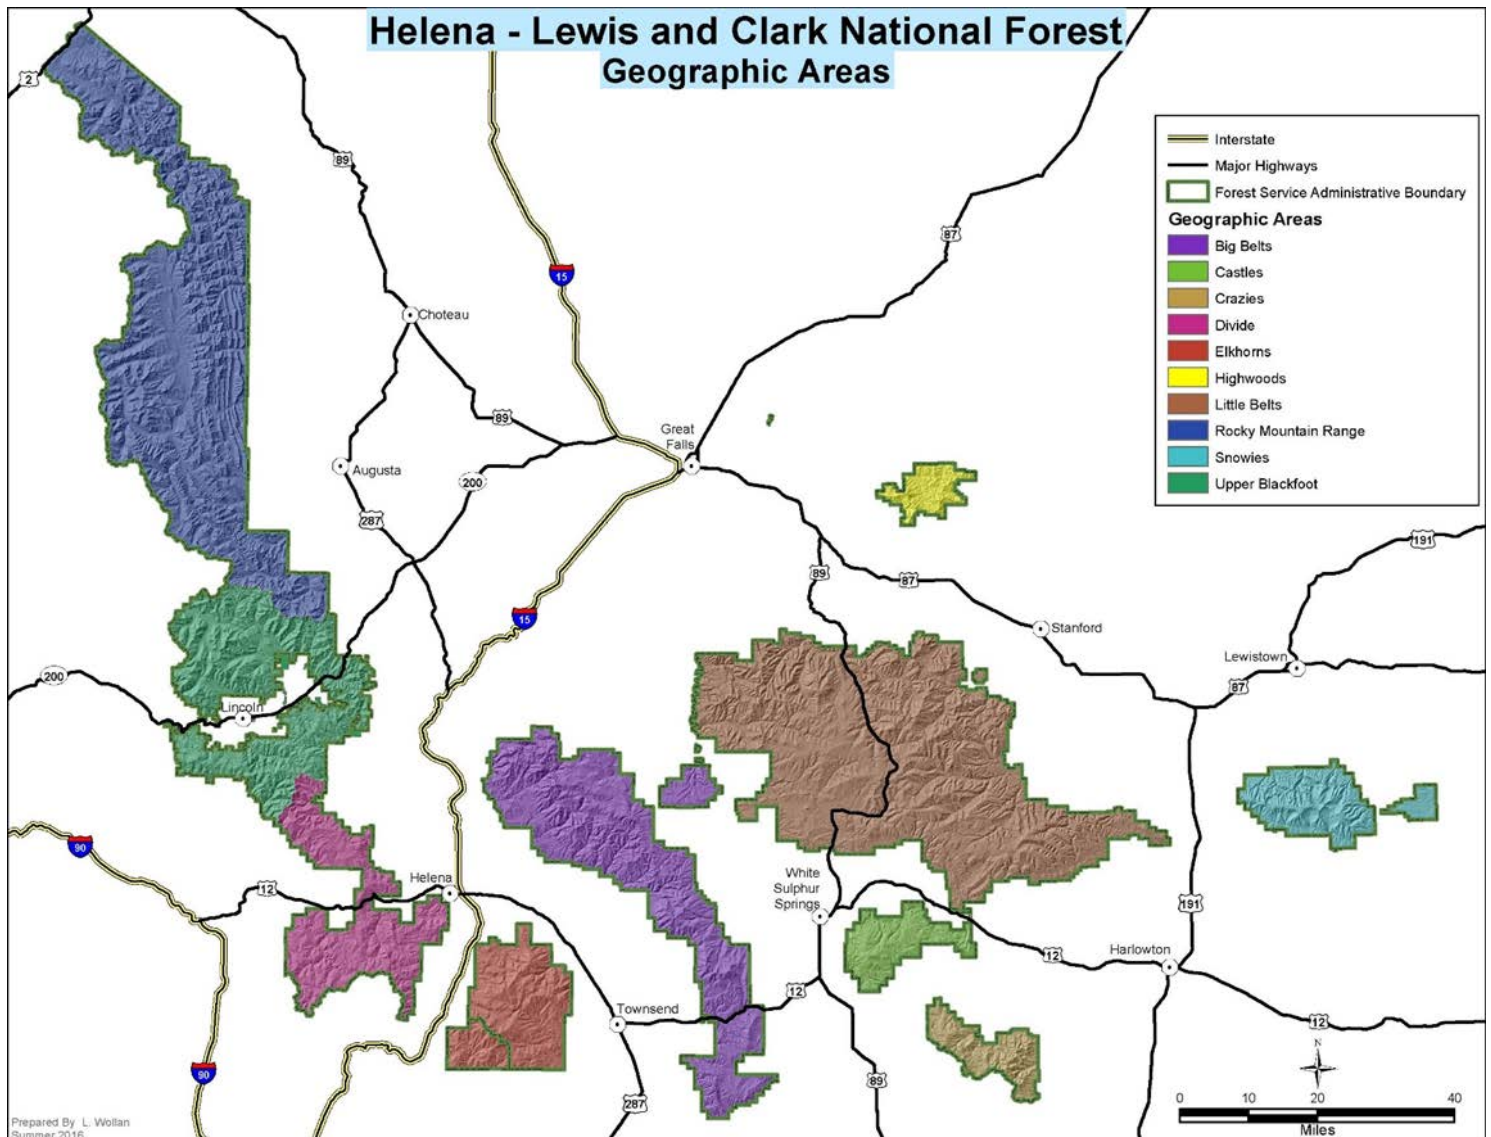 Helena - Lewis and Clark National Forest
Geographic Areas
2
89
15
87
Interstate
Major Highways
Forest Service Administrative Boundary
Geographic Areas
Big Belts
Castles
Crazies
Divide
Elkhorns
Highwoods
Little Belts
Rocky Mountain Range
Snowies
Upper Blackfoot
Choteau
89
Great
Falls
Augusta
200
287
191
89
87
15
Stanford
Lewistown
200
87
Lincoln
90
Helena
12
White
Sulphur
Springs
191
Harlowton
12
12
Townsend
12
N
90
89
287
0
10
20
40
Miles
Prepared By L. Wollan
Summer 2016